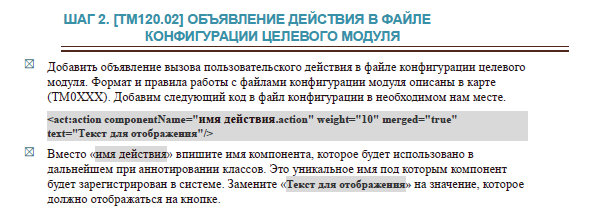 ШАГ 2. [TM120.02] ОБЪЯВЛЕНИЕ ДЕЙСТВИЯ В ФАЙЛЕ
КОНФИГУРАЦИИ ЦЕЛЕВОГО МОДУЛЯ
Добавить объявление вызова пользовательского действия в файле конфигурации целевого
модуля. Формат и правила работы с файлами конфигурации модуля описаны в карте
(TM0XXX). Добавим следующий код в файл конфигурации в необходимом нам месте.
<act:action componentName="имя действия.action" weight="10" merged="true"
text="Текст для отображения"/>
Вместо «имя действия» впишите имя компонента, которое будет использовано в
дальнейшем при аннотировании классов. Это уникальное имя под которым компонент
будет зарегистрирован в системе. Замените «Текст для отображения» на значение, которое
должно отображаться на кнопке.